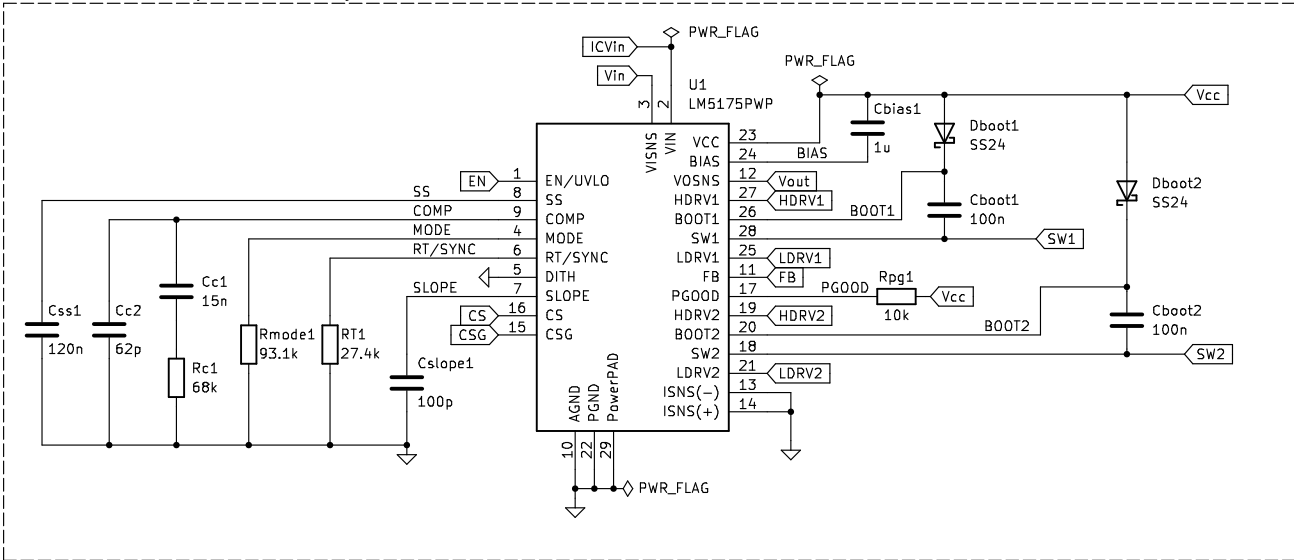 PWR_FLAG
ICVin
Vin
U1
LM5175PWP
PWR_FLAG
Vcc
3
2
VISNS
VIN
VCC
23
BIAS
24
BIAS
Cbias1
1u
Dboot1
SS24
EN
1
EN/UVLO
VOSNS
12
Vout
SS
8
SS
HDRV1
27
HDRV1
COMP
9
COMP
BOOT1
26
BOOT1
Cboot1
100n
Dboot2
SS24
MODE
4
MODE
SW1
28
SW1
RT/SYNC
6
RT/SYNC
LDRV1
25
LDRV1
5
DITH
FB
11
FB
SLOPE
7
SLOPE
PGOOD
17
PGOOD
Rpg1
10k
Vcc
CS
16
CS
HDRV2
19
HDRV2
CSG
15
CSG
BOOT2
20
BOOT2
Cboot2
100n
SW2
18
SW2
LDRV2
21
LDRV2
ISNS(-)
13
ISNS(+)
14
Cc1
15n
Css1
120n
Cc2
62p
Rc1
68k
Rmode1
93.1k
RT1
27.4k
Cslope1
100p
AGND
PGND
PowerPAD
10
22
29
PWR_FLAG